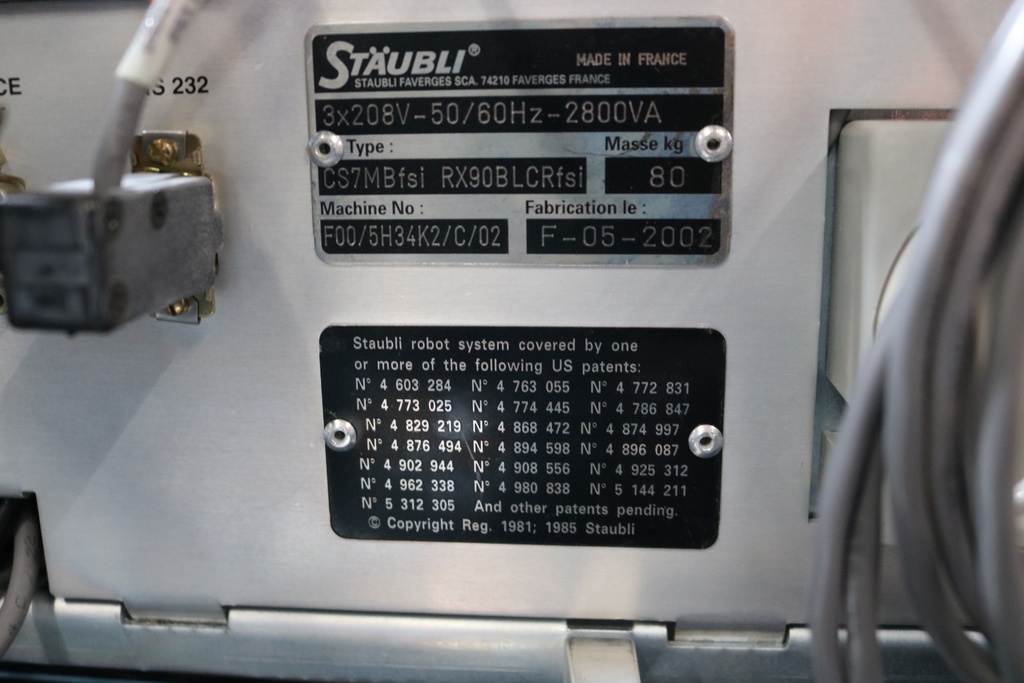 CE
S 232
STÄUBLI®
MADE IN FRANCE
STAUBLI FAVERGES SCA. 74210 FAVERGES FRANCE
3x208V-50/60Hz-2800VA
Type : Masse kg
CS7MBfsi RX90BLCRfsi 80
Machine No : Fabrication le :
F00/5H34K2/C/02 F-05-2002
Staubli robot system covered by one
or more of the following US patents:
N° 4 603 284 N° 4 763 055 N° 4 772 831
N° 4 773 025 N° 4 774 445 N° 4 786 847
N° 4 829 219 N° 4 868 472 N° 4 874 997
N° 4 876 494 N° 4 894 598 N° 4 896 087
N° 4 902 944 N° 4 908 556 N° 4 925 312
N° 4 962 338 N° 4 980 838 N° 5 144 211
N° 5 312 305 And other patents pending.
© Copyright Reg. 1981; 1985 Staubli